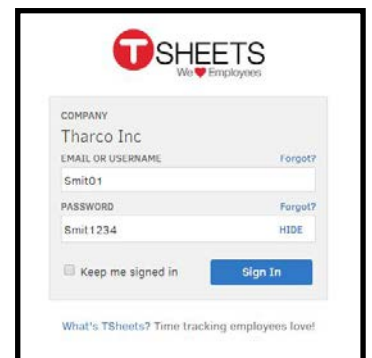 TSHEETS
We Employees
COMPANY
Tharco Inc
EMAIL OR USERNAME Forgot?
Smit01
PASSWORD Forgot?
Smit1234 HIDE
Keep me signed in Sign In
What's TSheets? Time tracking employees love!